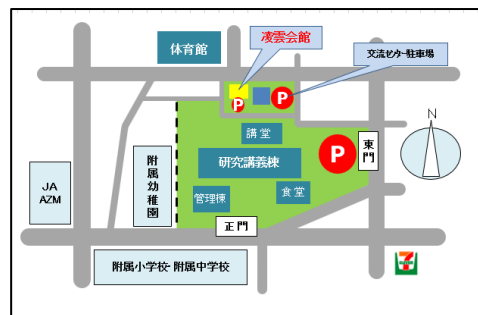 体育館
凌雲会館
交流センター駐車場
P
P
N
講堂
東門
P
研究講義棟
附属幼稚園
JA
AZM
管理棟
食堂
正門
附属小学校・附属中学校